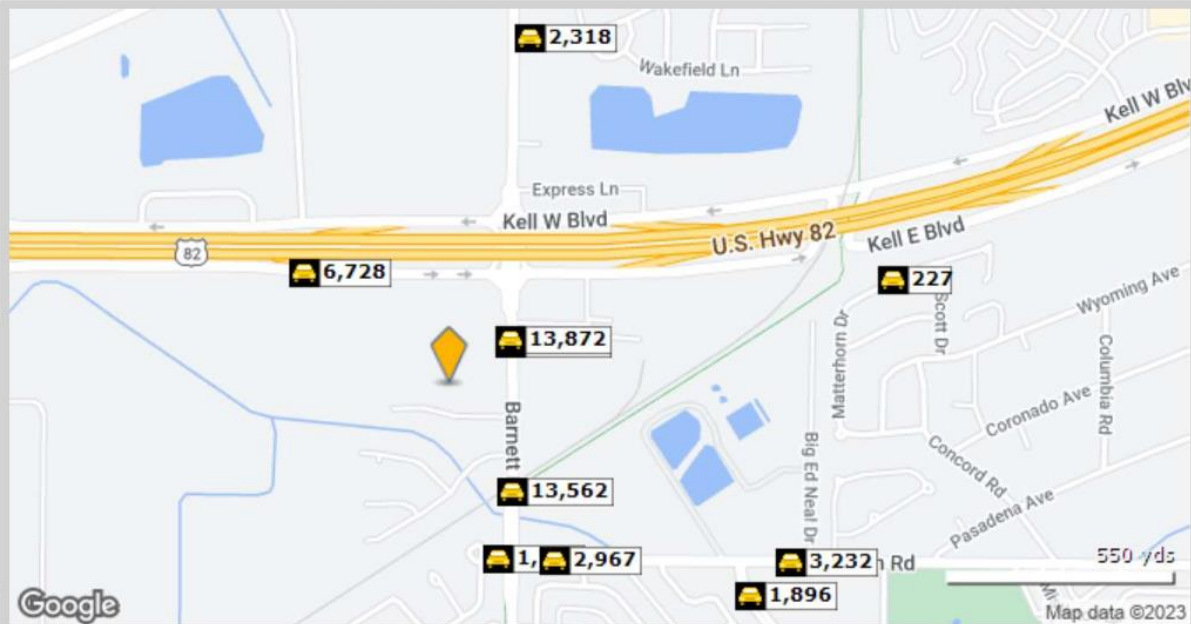 2,318
Wakefield Ln
Kell W Blv
Express Ln
Kell W Blvd
U.S. Hwy 82
Kell E Blvd
82
6,728
227
Wyoming Ave
Scott Dr
13,872
Matterhorn Dr
Columbia Rd
Coronado Ave
Barnett
Big Ed Neal Dr
Concord Rd
13,562
Pasadena Ave
1,
2,967
3,232
n Rd
550 yds
1,896
Google
Map data ©2023